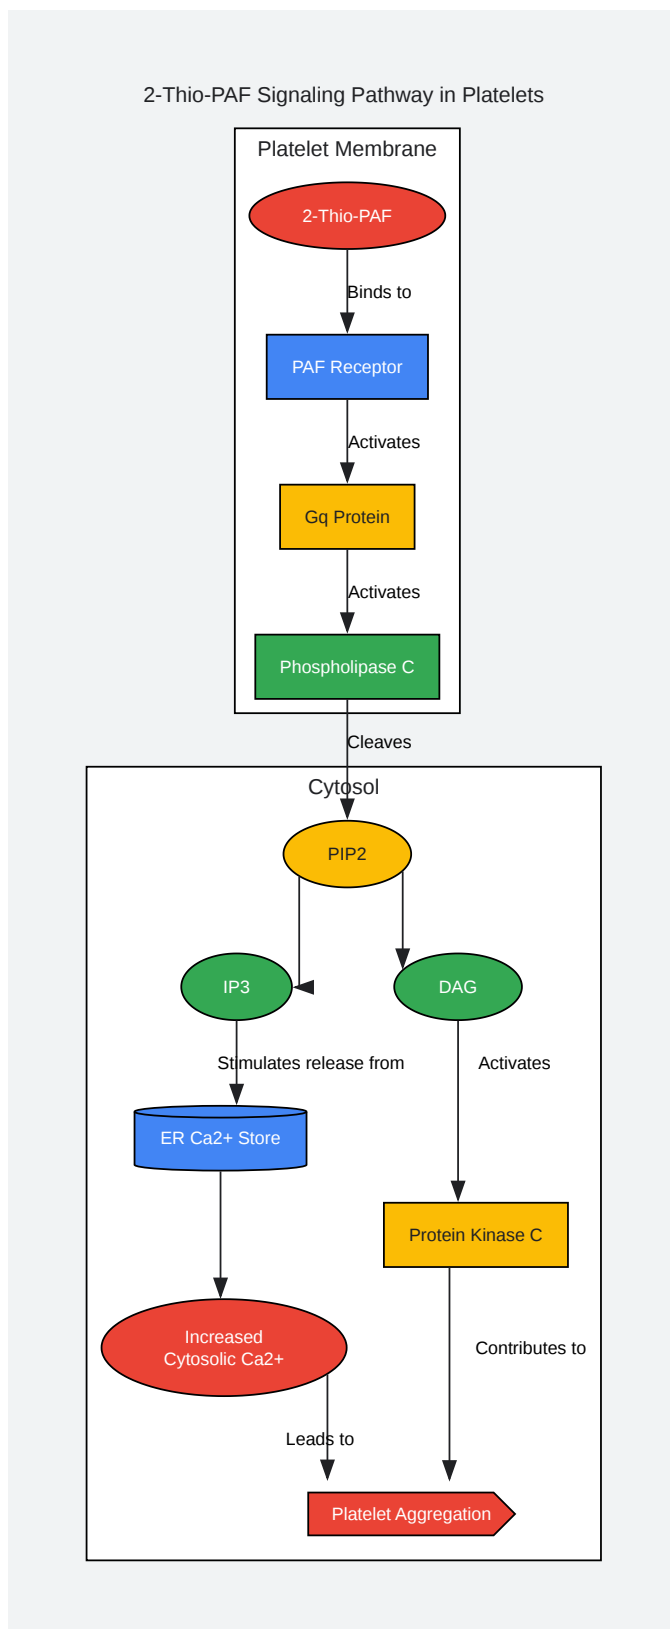 2-Thio-PAF Signaling Pathway in Platelets
Platelet Membrane
2-Thio-PAF
Binds to
PAF Receptor
Activates
Gq Protein
Activates
Phospholipase C
Cleaves
Cytosol
PIP2
IP3
DAG
Stimulates release from
Activates
ER Ca2+ Store
Protein Kinase C
Increased
Cytosolic Ca2+
Contributes to
Leads to
Platelet Aggregation